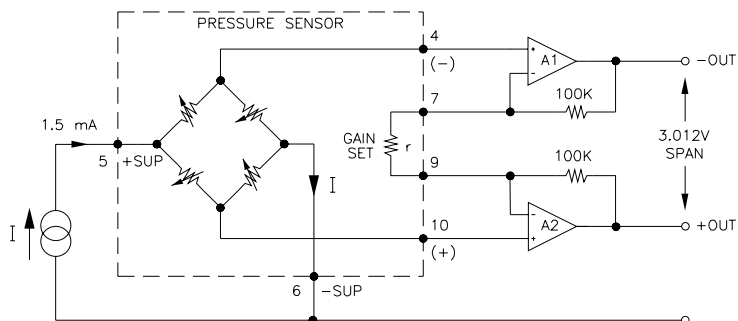 PRESSURE SENSOR
4
(-)
+
A1
-
-OUT
7
100K
1.5 mA
GAIN
SET
r
3.012V
SPAN
5
+SUP
I
9
100K
I
10
(+)
-
A2
+
+OUT
6
-SUP